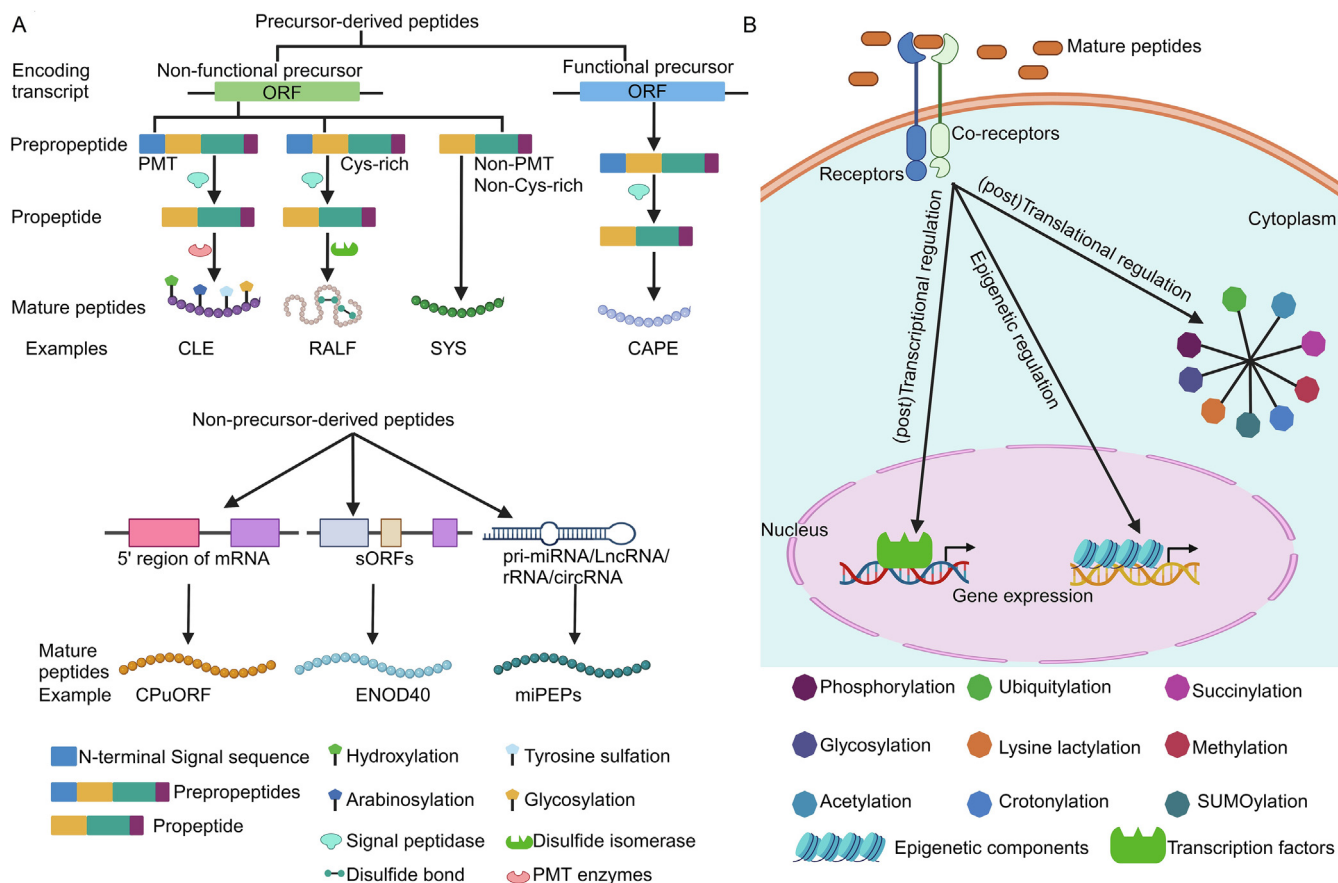 A
Precursor-derived peptides
Encoding
transcript
Non-functional precursor
ORF
Functional precursor
ORF
Prepropeptide
PMT
Cys-rich
Non-PMT
Non-Cys-rich
Propeptide
Mature peptides
Examples
CLE
RALF
SYS
CAPE
Non-precursor-derived peptides
5' region of mRNA
sORFs
pri-miRNA/LncRNA/
rRNA/circRNA
Mature
peptides
Example
CPuORF
ENOD40
miPEPs
N-terminal Signal sequence
Prepropeptides
Propeptide
Hydroxylation
Arabinosylation
Signal peptidase
Disulfide bond
Tyrosine sulfation
Glycosylation
Disulfide isomerase
PMT enzymes
B
Mature peptides
Co-receptors
Receptors
Cytoplasm
(post)Translational regulation
Epigenetic regulation
(post)Transcriptional regulation
Nucleus
Gene expression
Phosphorylation
Ubiquitylation
Succinylation
Glycosylation
Lysine lactylation
Methylation
Acetylation
Crotonylation
SUMOylation
Epigenetic components
Transcription factors